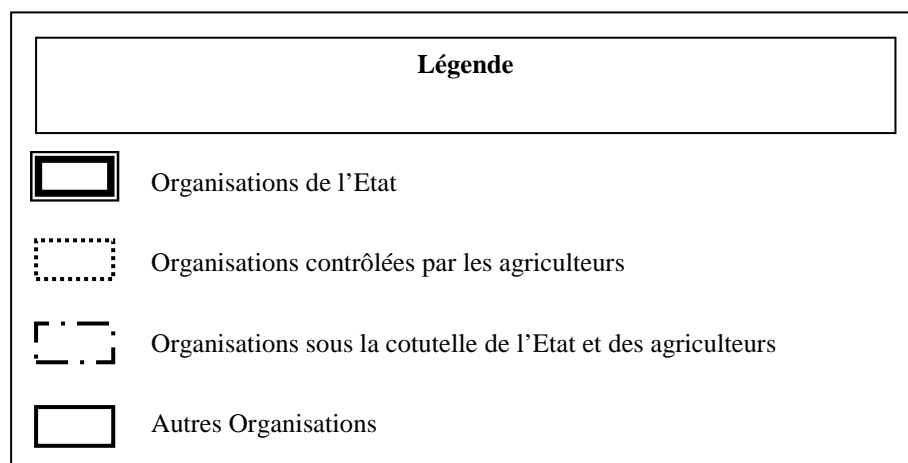 Légende
Organisations de l’Etat
Organisations contrôlées par les agriculteurs
Organisations sous la cotutelle de l’Etat et des agriculteurs
Autres Organisations